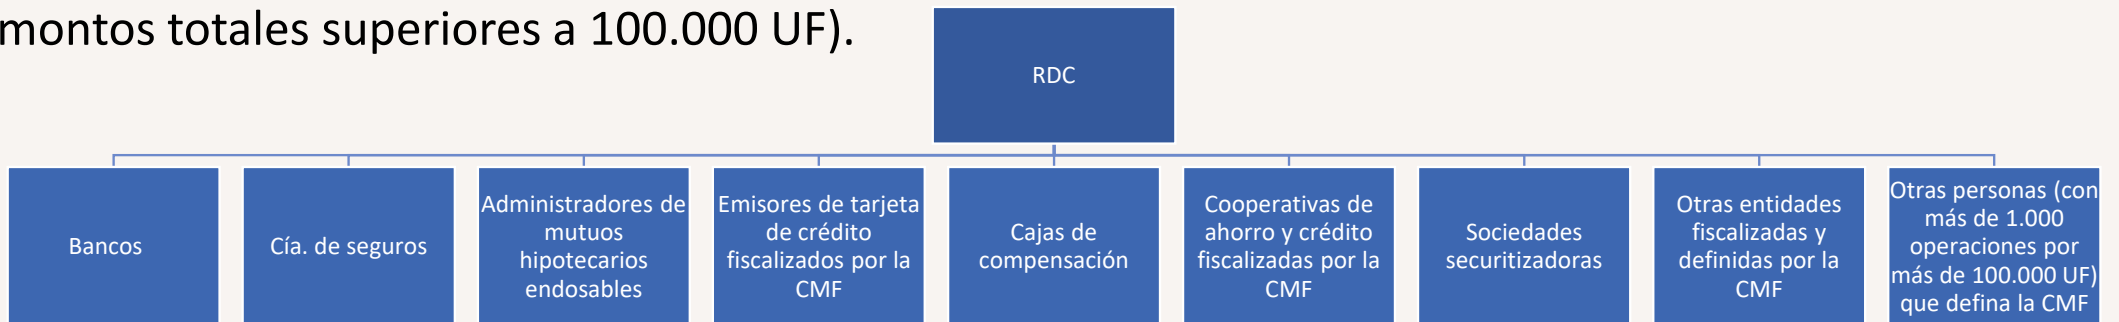 montos totales superiores a 100.000 UF).
RDC
Bancos
Cía. de seguros
Administradores de
mutuos
hipotecarios
endosables
Emisores de tarjeta
de crédito
fiscalizados por la
CMF
Cajas de
compensación
Cooperativas de
ahorro y crédito
fiscalizadas por la
CMF
Sociedades
securitizadoras
Otras entidades
fiscalizadas y
definidas por la
CMF
Otras personas (con
más de 1.000
operaciones por
más de 100.000 UF)
que defina la CMF